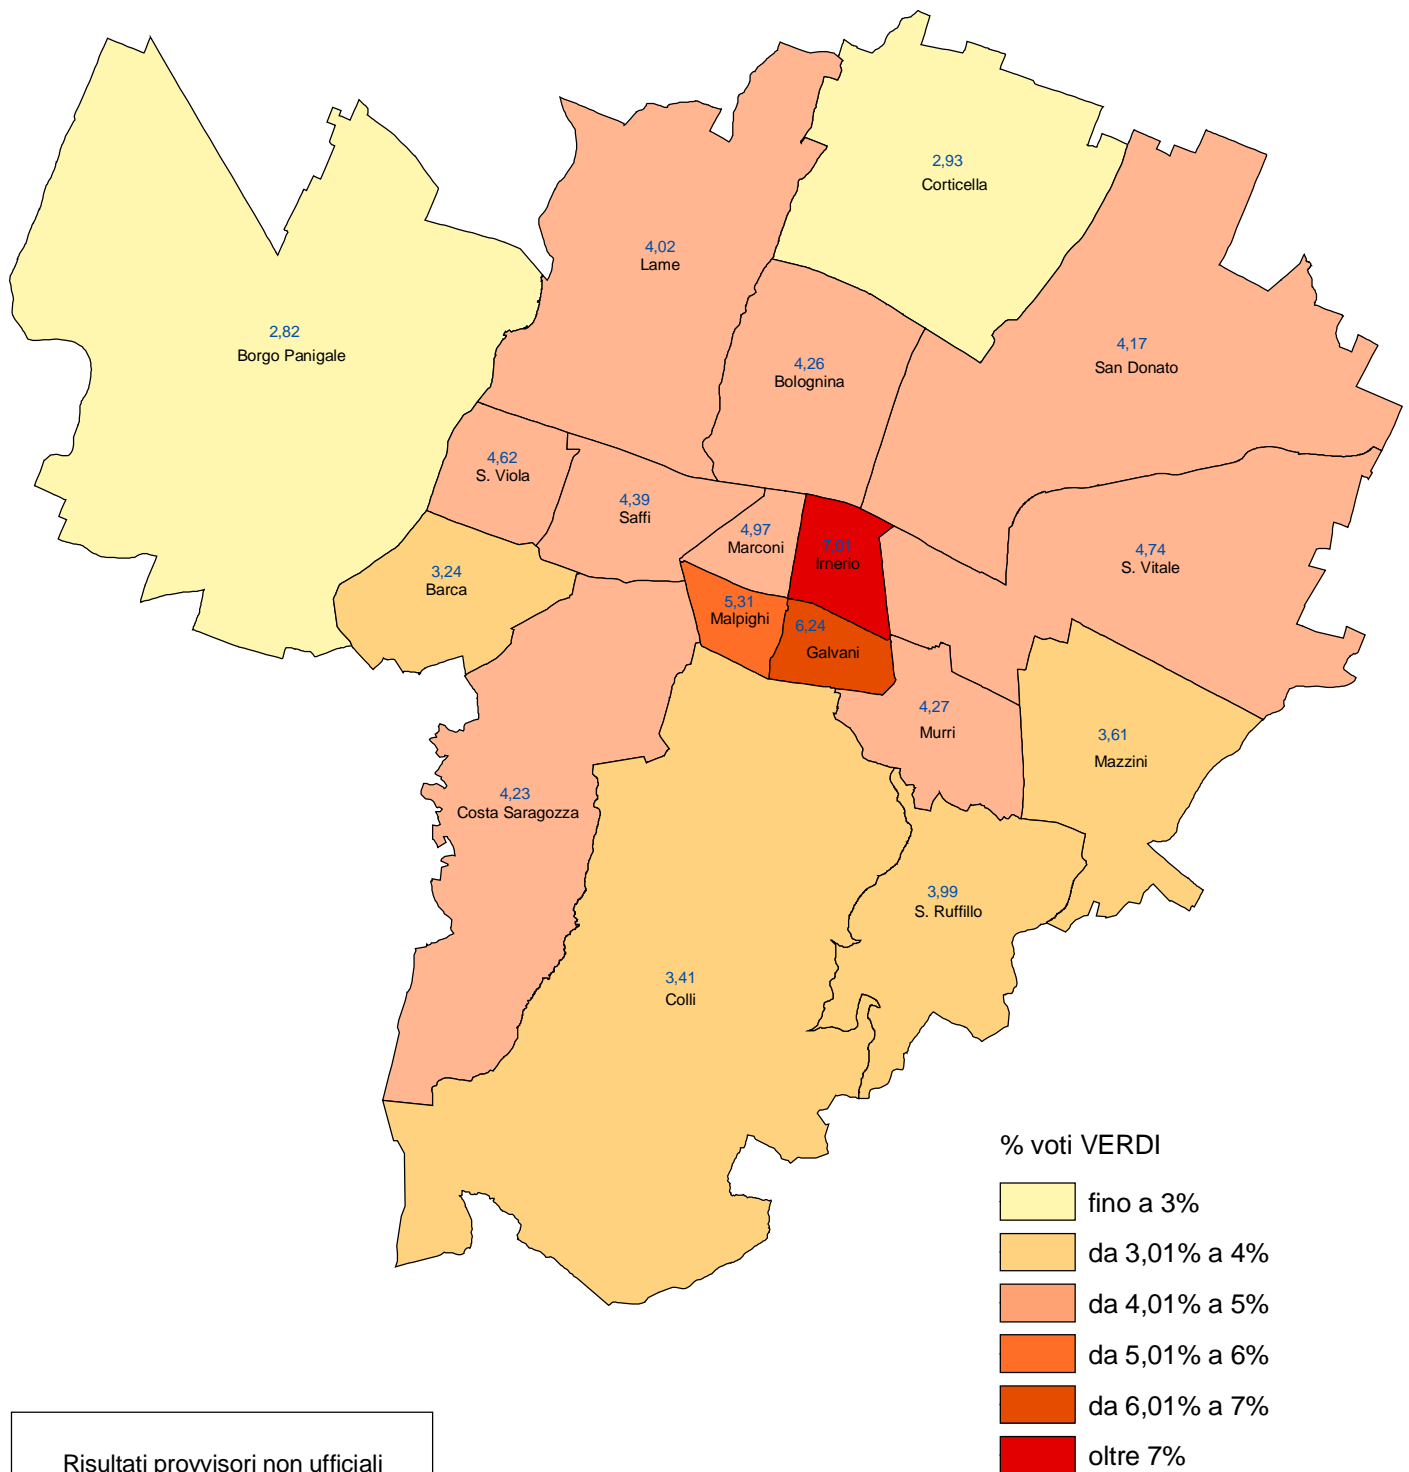 2,93
Corticella
4,02
Lame
2,82
Borgo Panigale
4,17
San Donato
4,26
Bolognina
4,62
S. Viola
4,39
Saffi
4,97
Marconi
7,01
Irnerio
4,74
S. Vitale
3,24
Barca
5,31
Malpighi
6,24
Galvani
4,27
Murri
3,61
Mazzini
4,23
Costa Saragozza
3,99
S. Ruffillo
3,41
Colli
% voti VERDI
fino a 3%
da 3,01% a 4%
da 4,01% a 5%
da 5,01% a 6%
da 6,01% a 7%
oltre 7%
Risultati provvisori non ufficiali